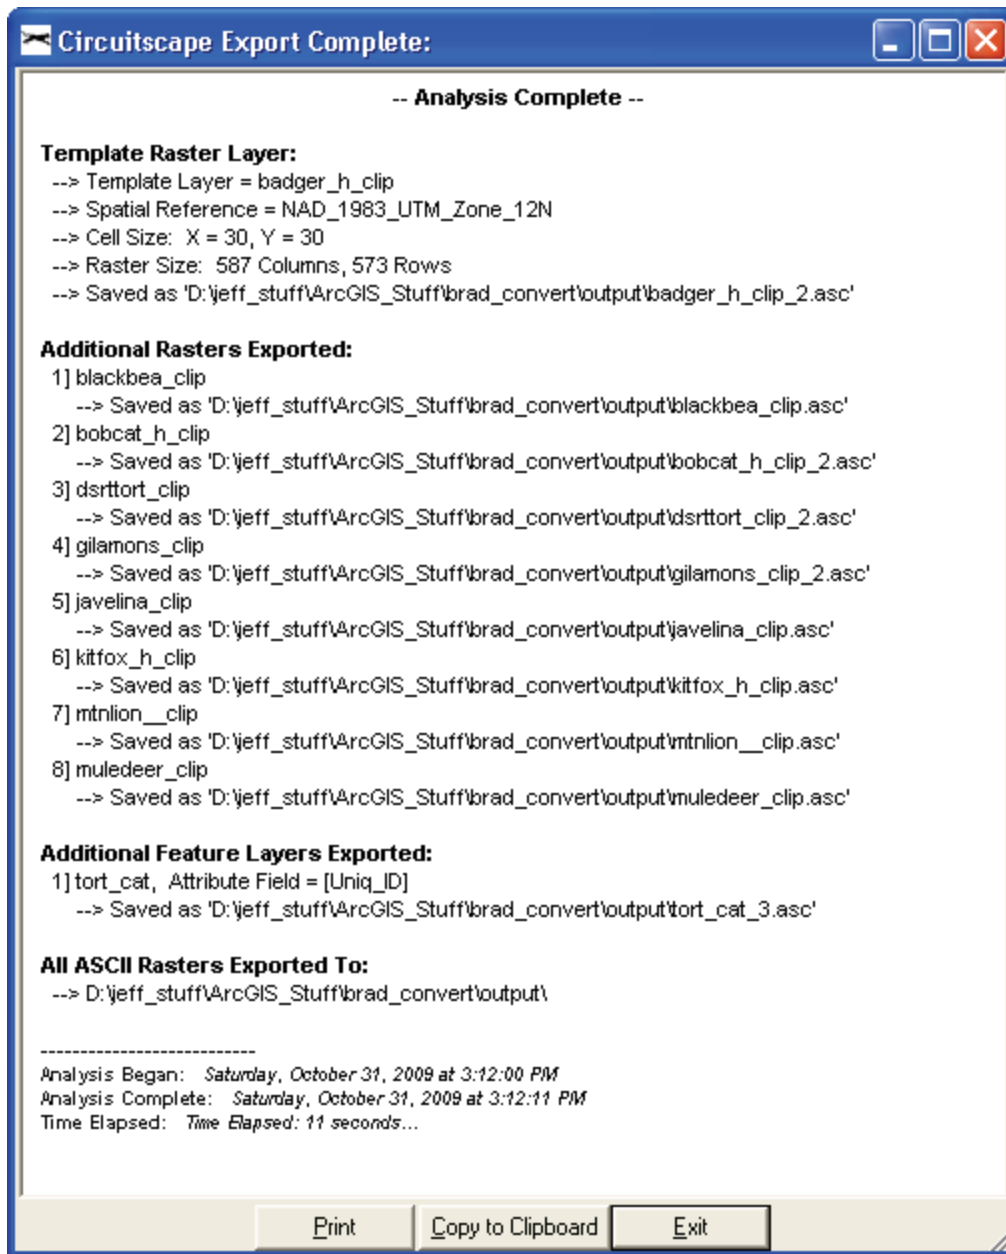 Circuitscape Export Complete:
-- Analysis Complete --
Template Raster Layer:
--> Template Layer = badger_h_clip
--> Spatial Reference = NAD_1983_UTM_Zone_12N
--> Cell Size:  X = 30, Y = 30
--> Raster Size:  587 Columns, 573 Rows
--> Saved as 'D:\jeff_stuff\ArcGIS_Stuff\brad_convert\output\badger_h_clip_2.asc'
Additional Rasters Exported:
1] blackbea_clip
--> Saved as 'D:\jeff_stuff\ArcGIS_Stuff\brad_convert\output\blackbea_clip.asc'
2] bobcat_h_clip
--> Saved as 'D:\jeff_stuff\ArcGIS_Stuff\brad_convert\output\bobcat_h_clip_2.asc'
3] dsrttort_clip
--> Saved as 'D:\jeff_stuff\ArcGIS_Stuff\brad_convert\output\dsrttort_clip_2.asc'
4] gilamons_clip
--> Saved as 'D:\jeff_stuff\ArcGIS_Stuff\brad_convert\output\gilamons_clip_2.asc'
5] javelina_clip
--> Saved as 'D:\jeff_stuff\ArcGIS_Stuff\brad_convert\output\javelina_clip.asc'
6] kitfox_h_clip
--> Saved as 'D:\jeff_stuff\ArcGIS_Stuff\brad_convert\output\kitfox_h_clip.asc'
7] mtnlion__clip
--> Saved as 'D:\jeff_stuff\ArcGIS_Stuff\brad_convert\output\mtnlion__clip.asc'
8] muledeer_clip
--> Saved as 'D:\jeff_stuff\ArcGIS_Stuff\brad_convert\output\muledeer_clip.asc'
Additional Feature Layers Exported:
1] tort_cat,  Attribute Field = [Uniq_ID]
--> Saved as 'D:\jeff_stuff\ArcGIS_Stuff\brad_convert\output\tort_cat_3.asc'
All ASCII Rasters Exported To:
--> D:\jeff_stuff\ArcGIS_Stuff\brad_convert\output\
---------------------------
Analysis Began:   Saturday, October 31, 2009 at 3:12:00 PM
Analysis Complete:   Saturday, October 31, 2009 at 3:12:11 PM
Time Elapsed:   Time Elapsed: 11 seconds...
Print Copy to Clipboard Exit